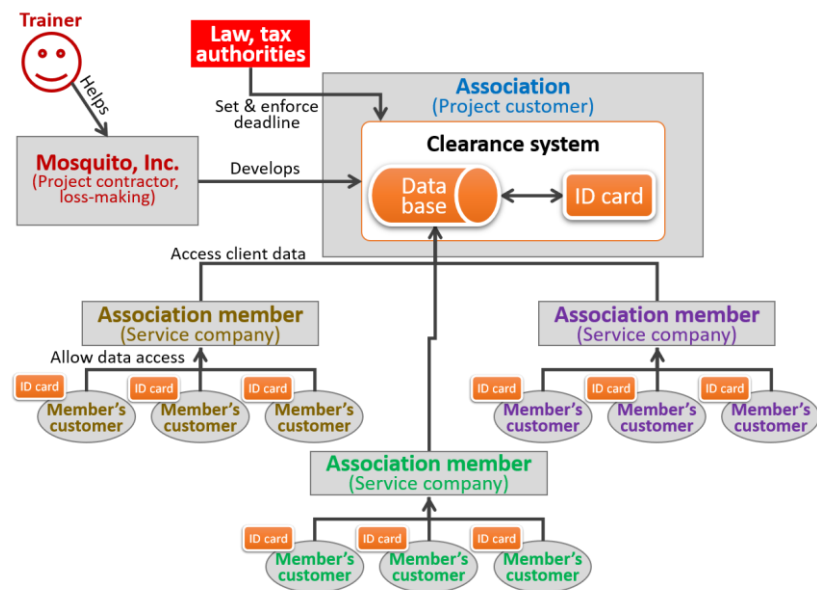 Trainer
Helps
Law, tax
authorities
Set & enforce
deadline
Association
(Project customer)
Clearance system
Data
base
ID card
Mosquito, Inc.
(Project contractor,
loss-making)
Develops
Access client data
Association member
(Service company)
Allow data access
ID card
Member's
customer
ID card
Member's
customer
ID card
Member's
customer
Association member
(Service company)
ID card
Member's
customer
ID card
Member's
customer
ID card
Member's
customer
Association member
(Service company)
ID card
Member's
customer
ID card
Member's
customer
ID card
Member's
customer